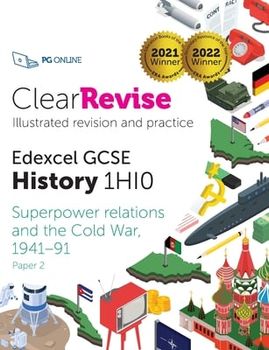 PG ONLINE
2021
Winner
2022
Winner
ClearRevise
Illustrated revision and practice
Edexcel GCSE
History 1HI0
Superpower relations
and the Cold War,
1941–91
Paper 2